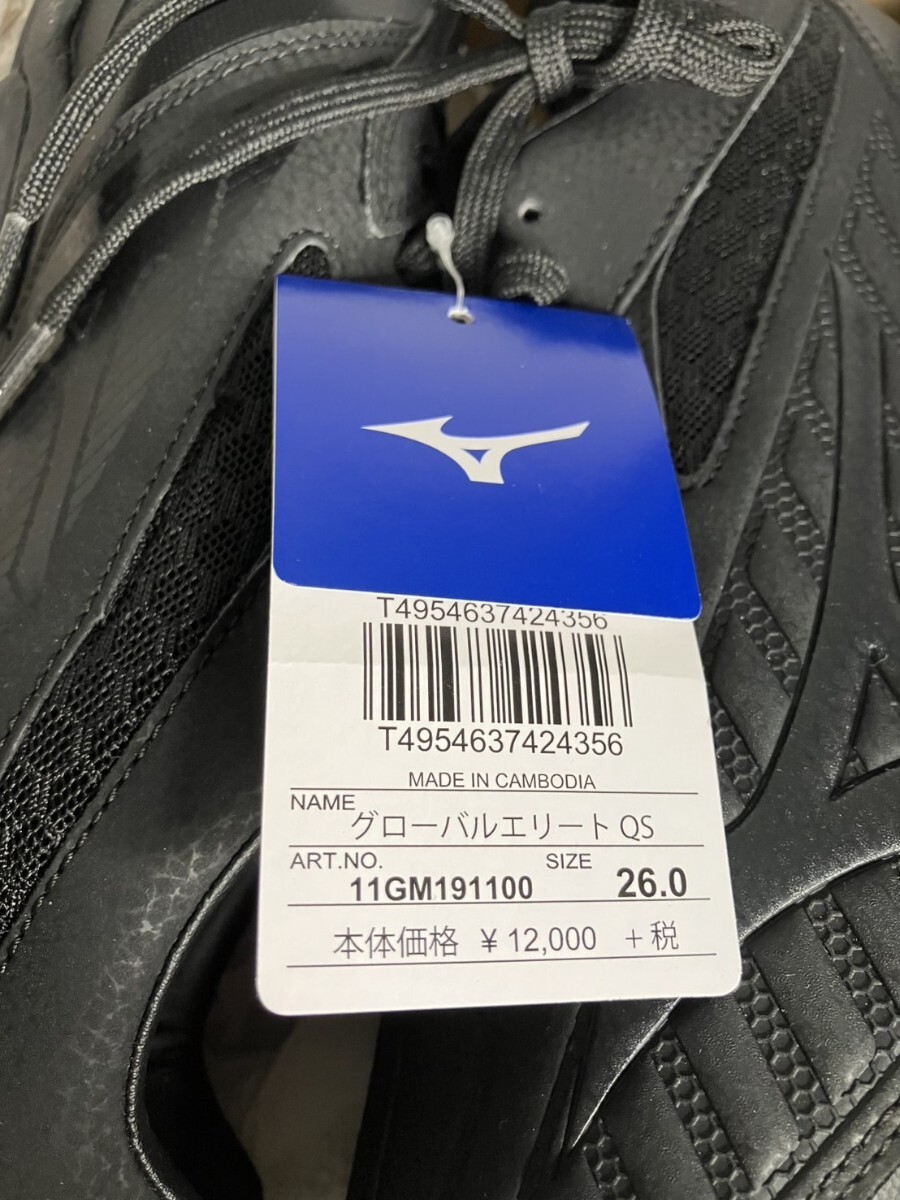 T4954637424356
T4954637424356
MADE IN CAMBODIA
NAME
グローバルエリート QS
ART.NO. SIZE
11GM191100 26.0
本体価格 ¥ 12,000 +税